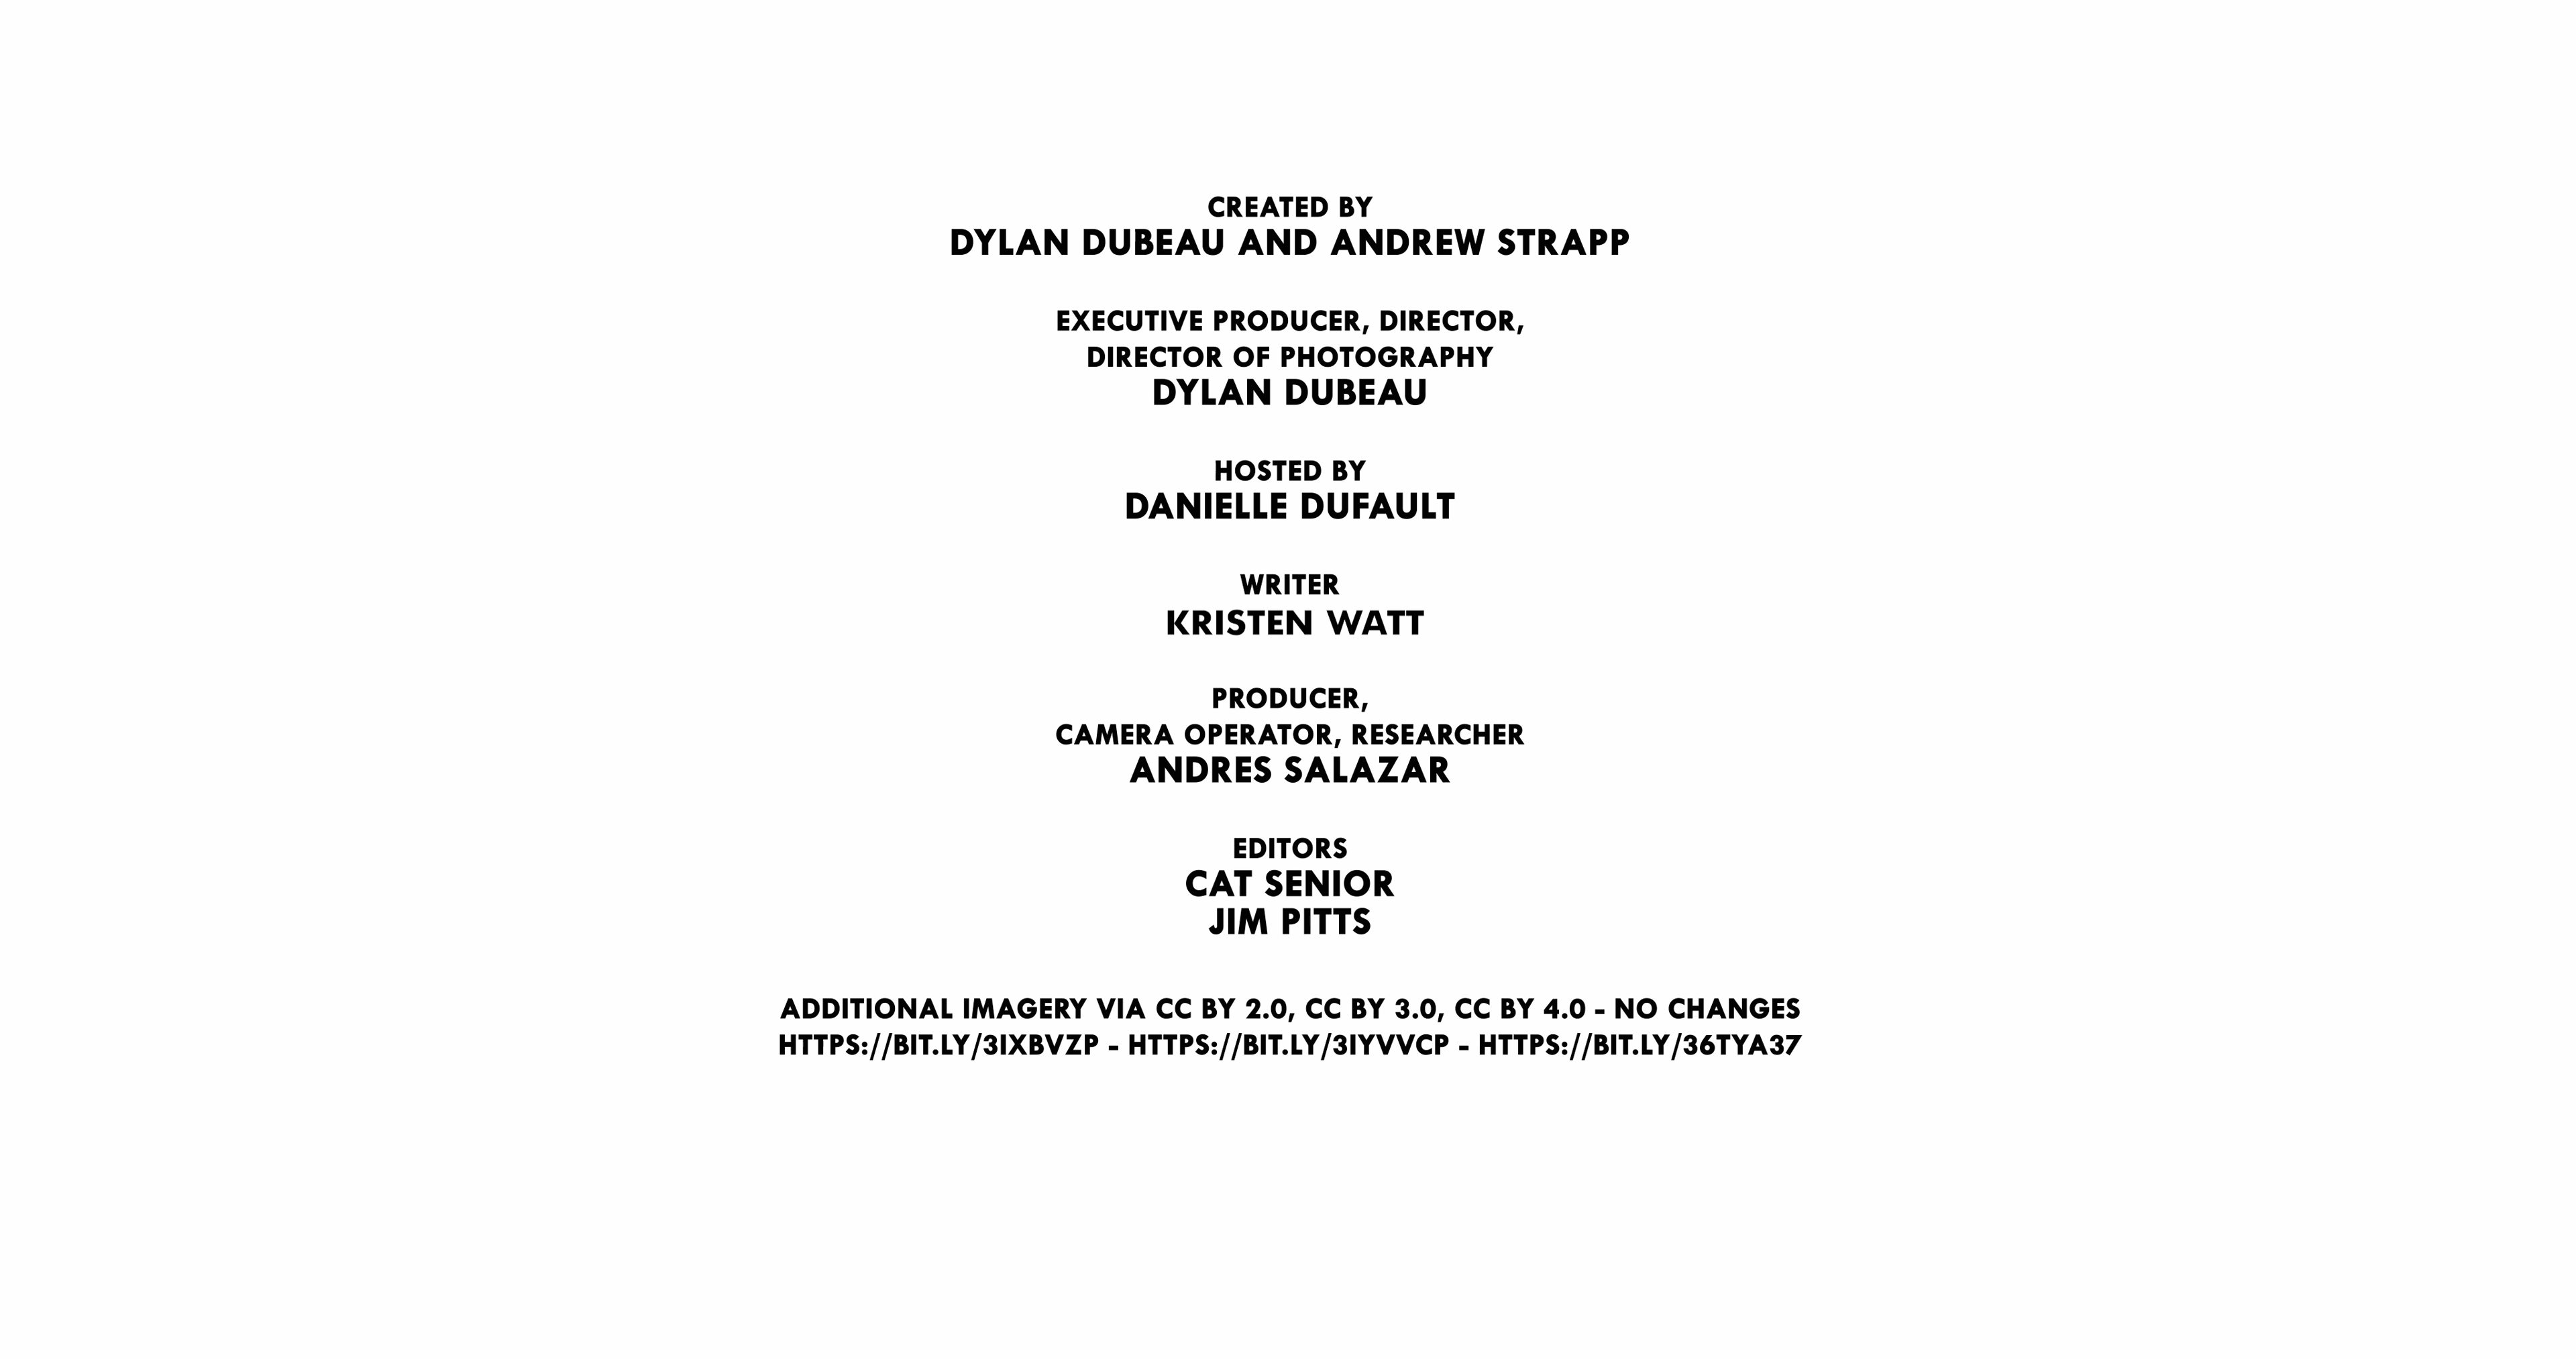 CREATED BY
DYLAN DUBEAU AND ANDREW STRAPP
EXECUTIVE PRODUCER, DIRECTOR,
DIRECTOR OF PHOTOGRAPHY
DYLAN DUBEAU
HOSTED BY
DANIELLE DUFAULT
WRITER
KRISTEN WATT
PRODUCER,
CAMERA OPERATOR, RESEARCHER
ANDRES SALAZAR
EDITORS
CAT SENIOR
JIM PITTS
ADDITIONAL IMAGERY VIA CC BY 2.0, CC BY 3.0, CC BY 4.0 - NO CHANGES
HTTPS://BIT.LY/3IXBVZP - HTTPS://BIT.LY/3IYVVCP - HTTPS://BIT.LY/36TYA37